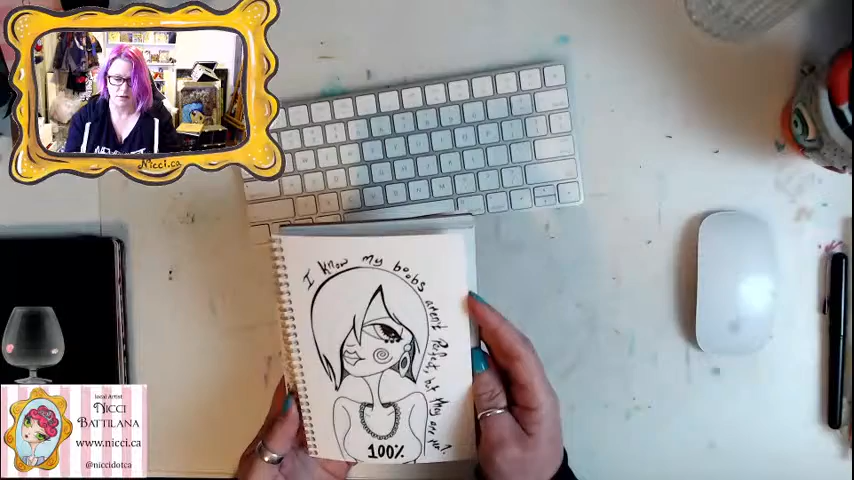 Nicci.ca
I know my boobs aren't Perfect, but they are real.
100%
local Artist
NICCI
BATTILANA
www.nicci.ca
@niccidotca